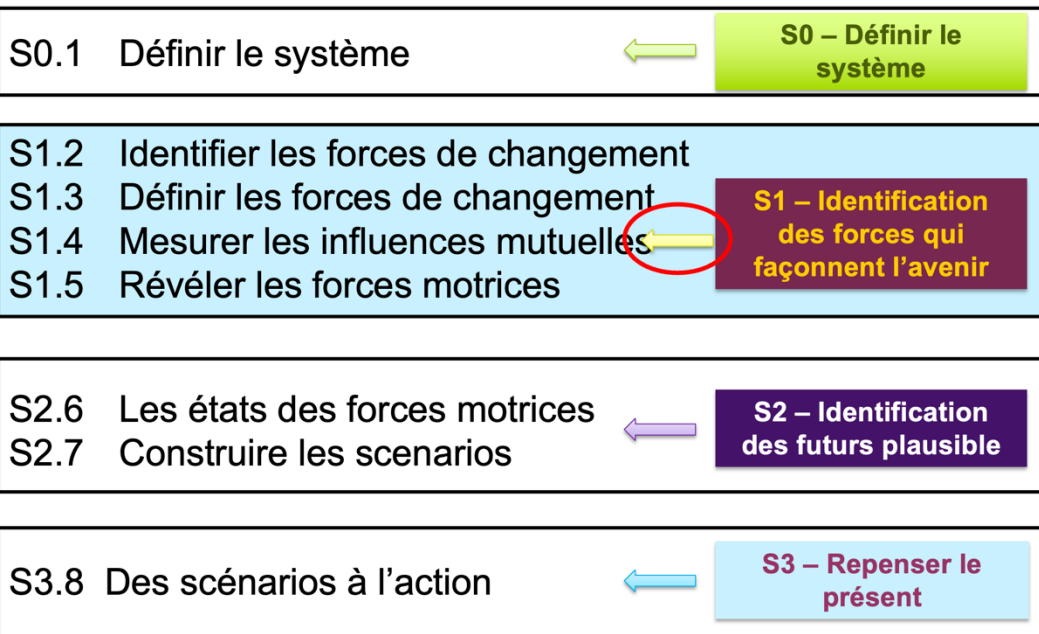 S0.1 Définir le système
S0 – Définir le
système
S1.2 Identifier les forces de changement
S1.3 Définir les forces de changement
S1.4 Mesurer les influences mutuelles
S1.5 Révéler les forces motrices
S1 – Identification
des forces qui
façonnent l’avenir
S2.6 Les états des forces motrices
S2.7 Construire les scenarios
S2 – Identification
des futurs plausible
S3.8 Des scénarios à l’action
S3 – Repenser le
présent